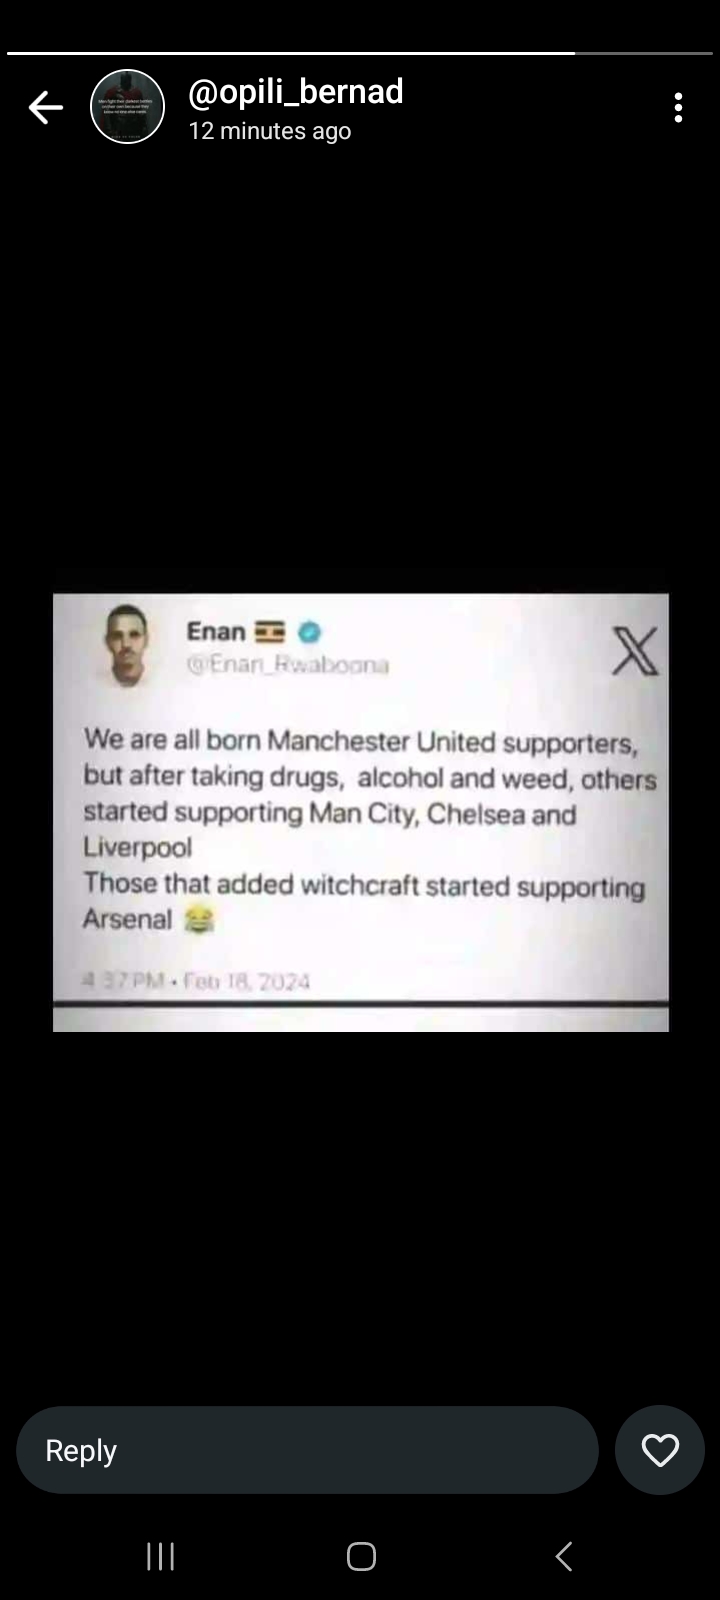 @opili_bernad
12 minutes ago
Enan 🇺🇬
@Enan_Rwaboona
We are all born Manchester United supporters,
but after taking drugs, alcohol and weed, others
started supporting Man City, Chelsea and
Liverpool
Those that added witchcraft started supporting
Arsenal 😂
4:37 PM • Feb 18, 2024
Reply